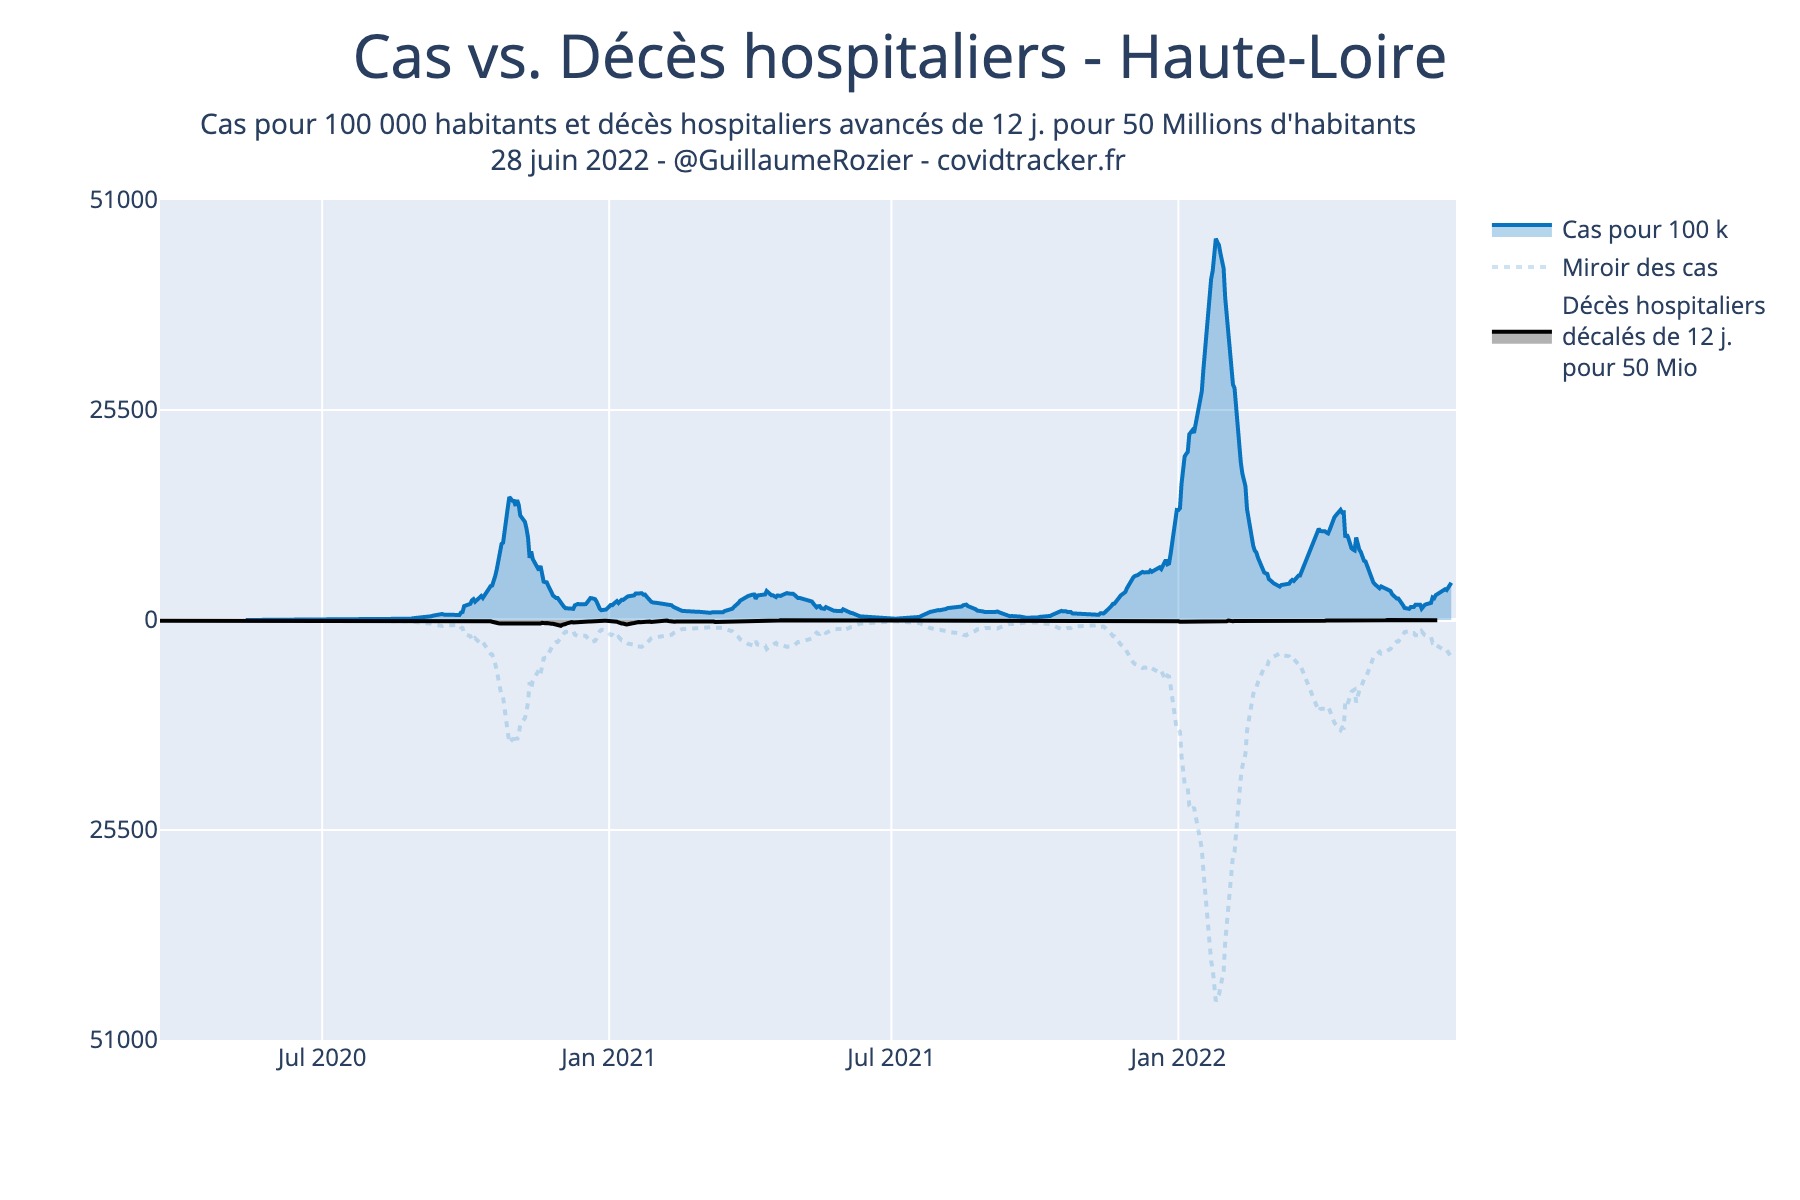 Cas vs. Décès hospitaliers - Haute-Loire
Cas pour 100 000 habitants et décès hospitaliers avancés de 12 j. pour 50 Millions d'habitants
28 juin 2022 - @GuillaumeRozier - covidtracker.fr
51000
25500
0
25500
51000
Jul 2020
Jan 2021
Jul 2021
Jan 2022
Cas pour 100 k
Miroir des cas
Décès hospitaliers
décalés de 12 j.
pour 50 Mio